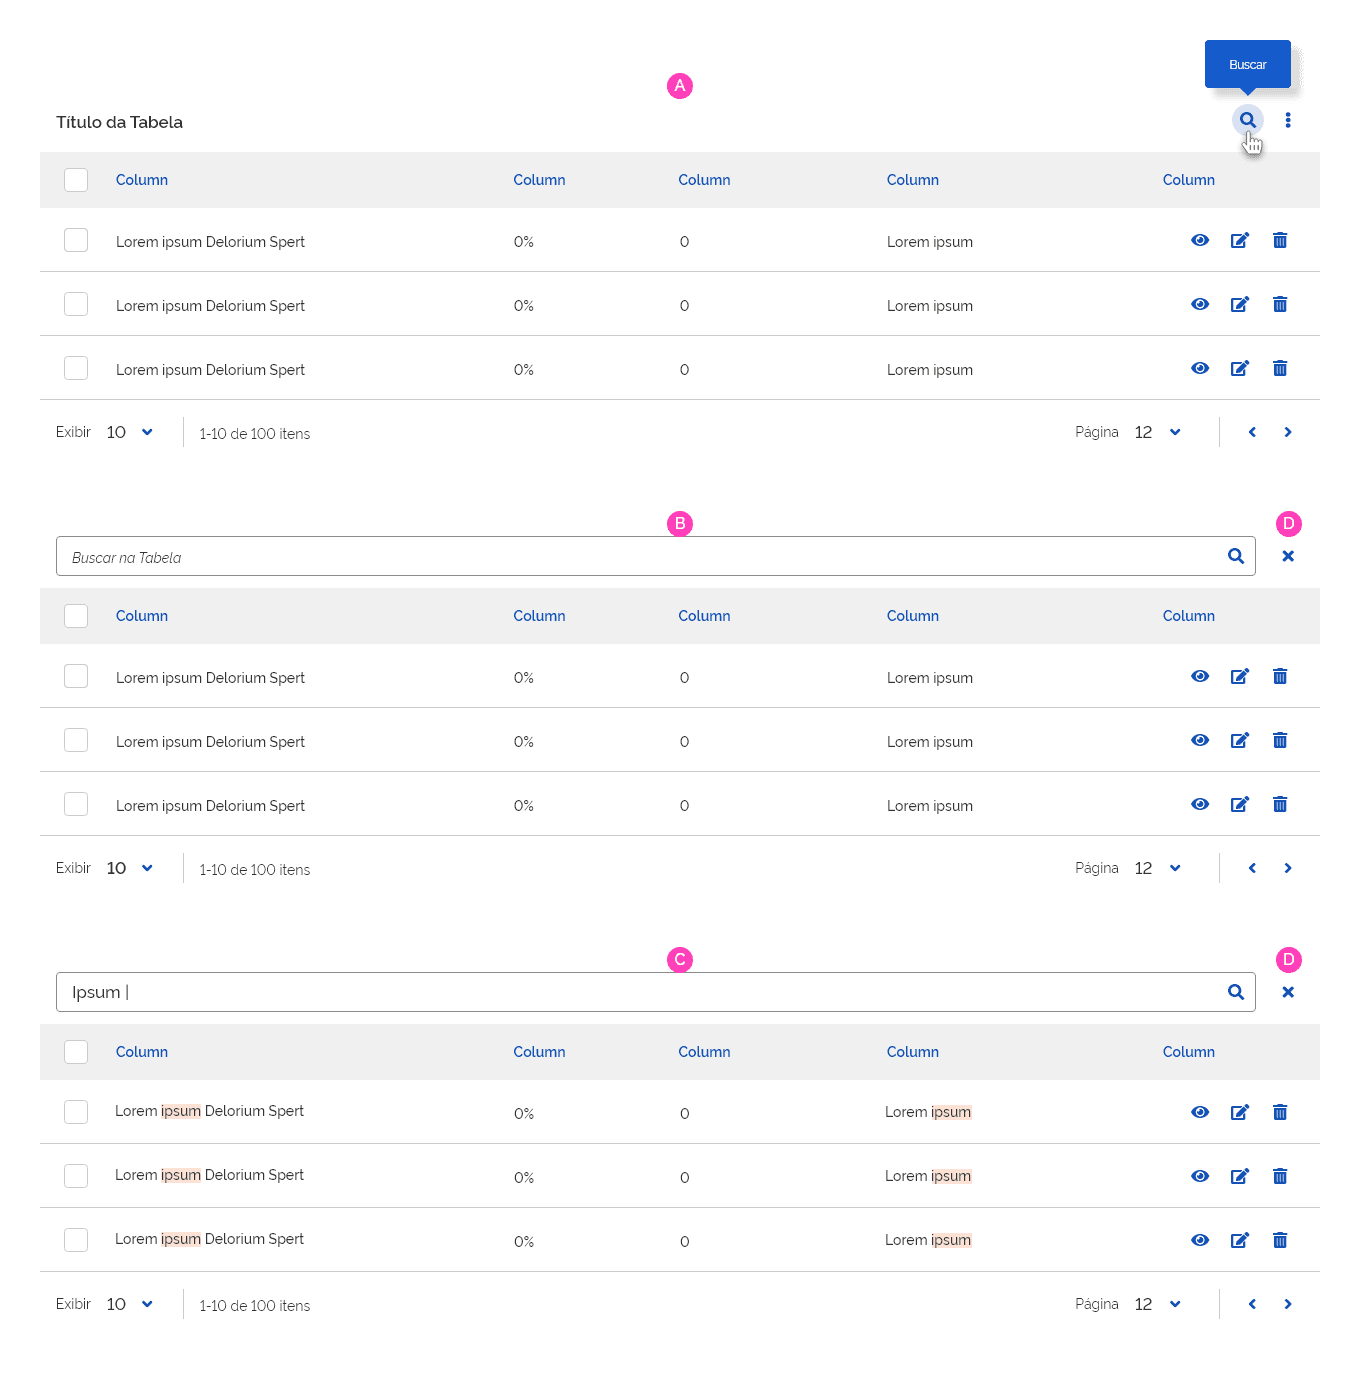 Buscar
A
Título da Tabela
Column Column Column Column Column
Lorem ipsum Delorium Spert 0% 0 Lorem ipsum
Lorem ipsum Delorium Spert 0% 0 Lorem ipsum
Lorem ipsum Delorium Spert 0% 0 Lorem ipsum
Exibir 10 1-10 de 100 itens Página 12
B D
Buscar na Tabela
Column Column Column Column Column
Lorem ipsum Delorium Spert 0% 0 Lorem ipsum
Lorem ipsum Delorium Spert 0% 0 Lorem ipsum
Lorem ipsum Delorium Spert 0% 0 Lorem ipsum
Exibir 10 1-10 de 100 itens Página 12
C D
Ipsum |
Column Column Column Column Column
Lorem ipsum Delorium Spert 0% 0 Lorem ipsum
Lorem ipsum Delorium Spert 0% 0 Lorem ipsum
Lorem ipsum Delorium Spert 0% 0 Lorem ipsum
Exibir 10 1-10 de 100 itens Página 12